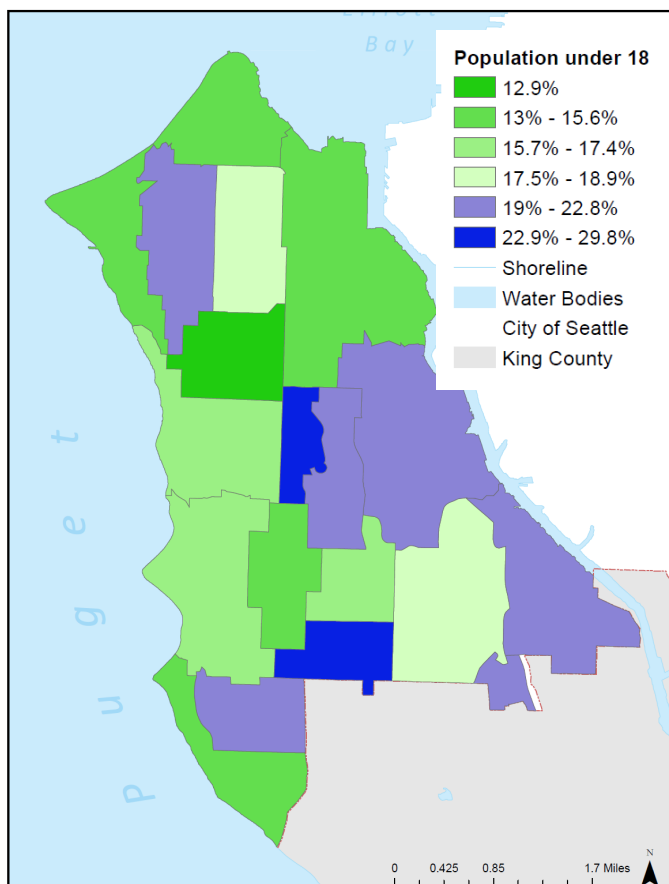 Elliott
Bay
Population under 18
12.9%
13% - 15.6%
15.7% - 17.4%
17.5% - 18.9%
19% - 22.8%
22.9% - 29.8%
Shoreline
Water Bodies
City of Seattle
King County
Puget
0 0.425 0.85 1.7 Miles
N